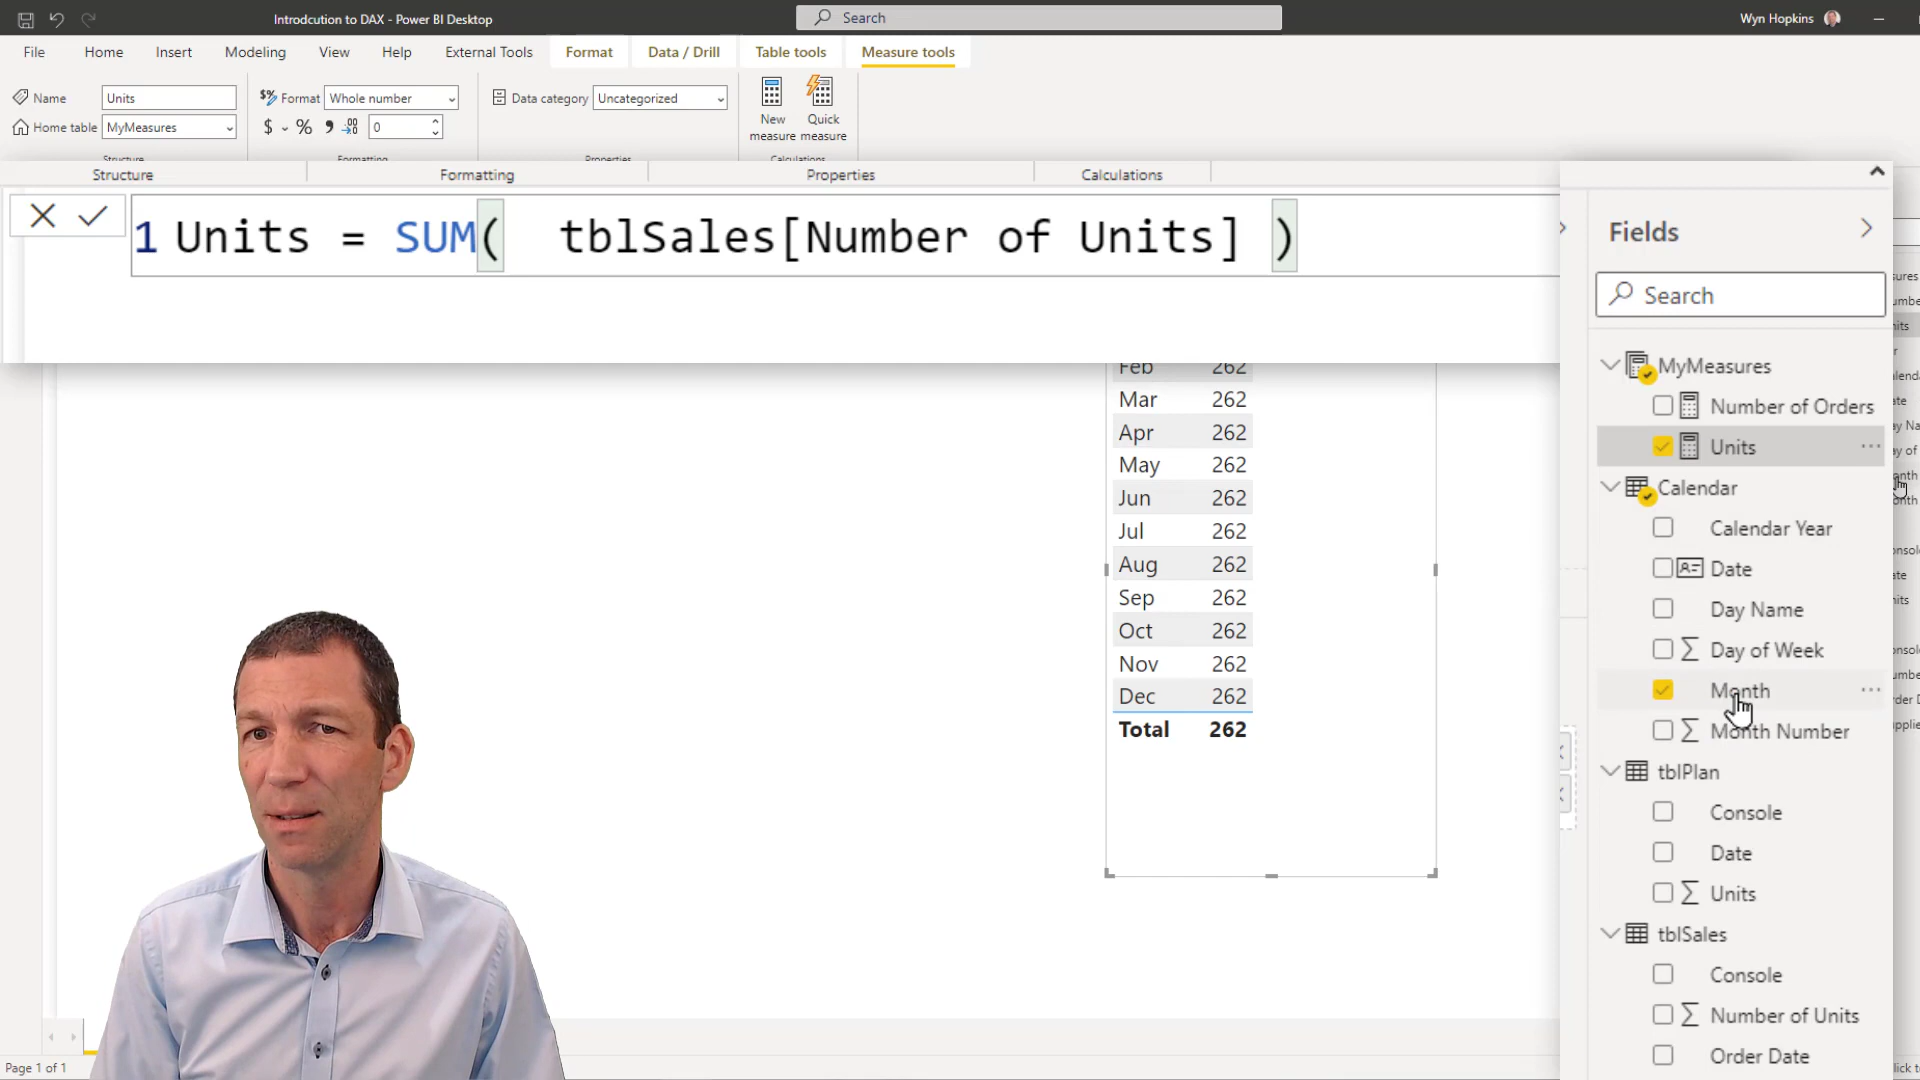 Introdcution to DAX - Power BI Desktop
Search
Wyn Hopkins
File Home Insert Modeling View Help External Tools Format Data / Drill Table tools Measure tools
Name Units
Home table MyMeasures
Format Whole number
$ % 0
Data category Uncategorized
New measure
Quick measure
Structure Formatting Properties Calculations
Structure Formatting Properties Calculations
1 Units = SUM( tblSales[Number of Units] )
Feb 262
Mar 262
Apr 262
May 262
Jun 262
Jul 262
Aug 262
Sep 262
Oct 262
Nov 262
Dec 262
Total 262
Fields
Search
MyMeasures
Number of Orders
Units
Calendar
Calendar Year
Date
Day Name
Day of Week
Month
Month Number
tblPlan
Console
Date
Units
tblSales
Console
Number of Units
Order Date
Page 1 of 1